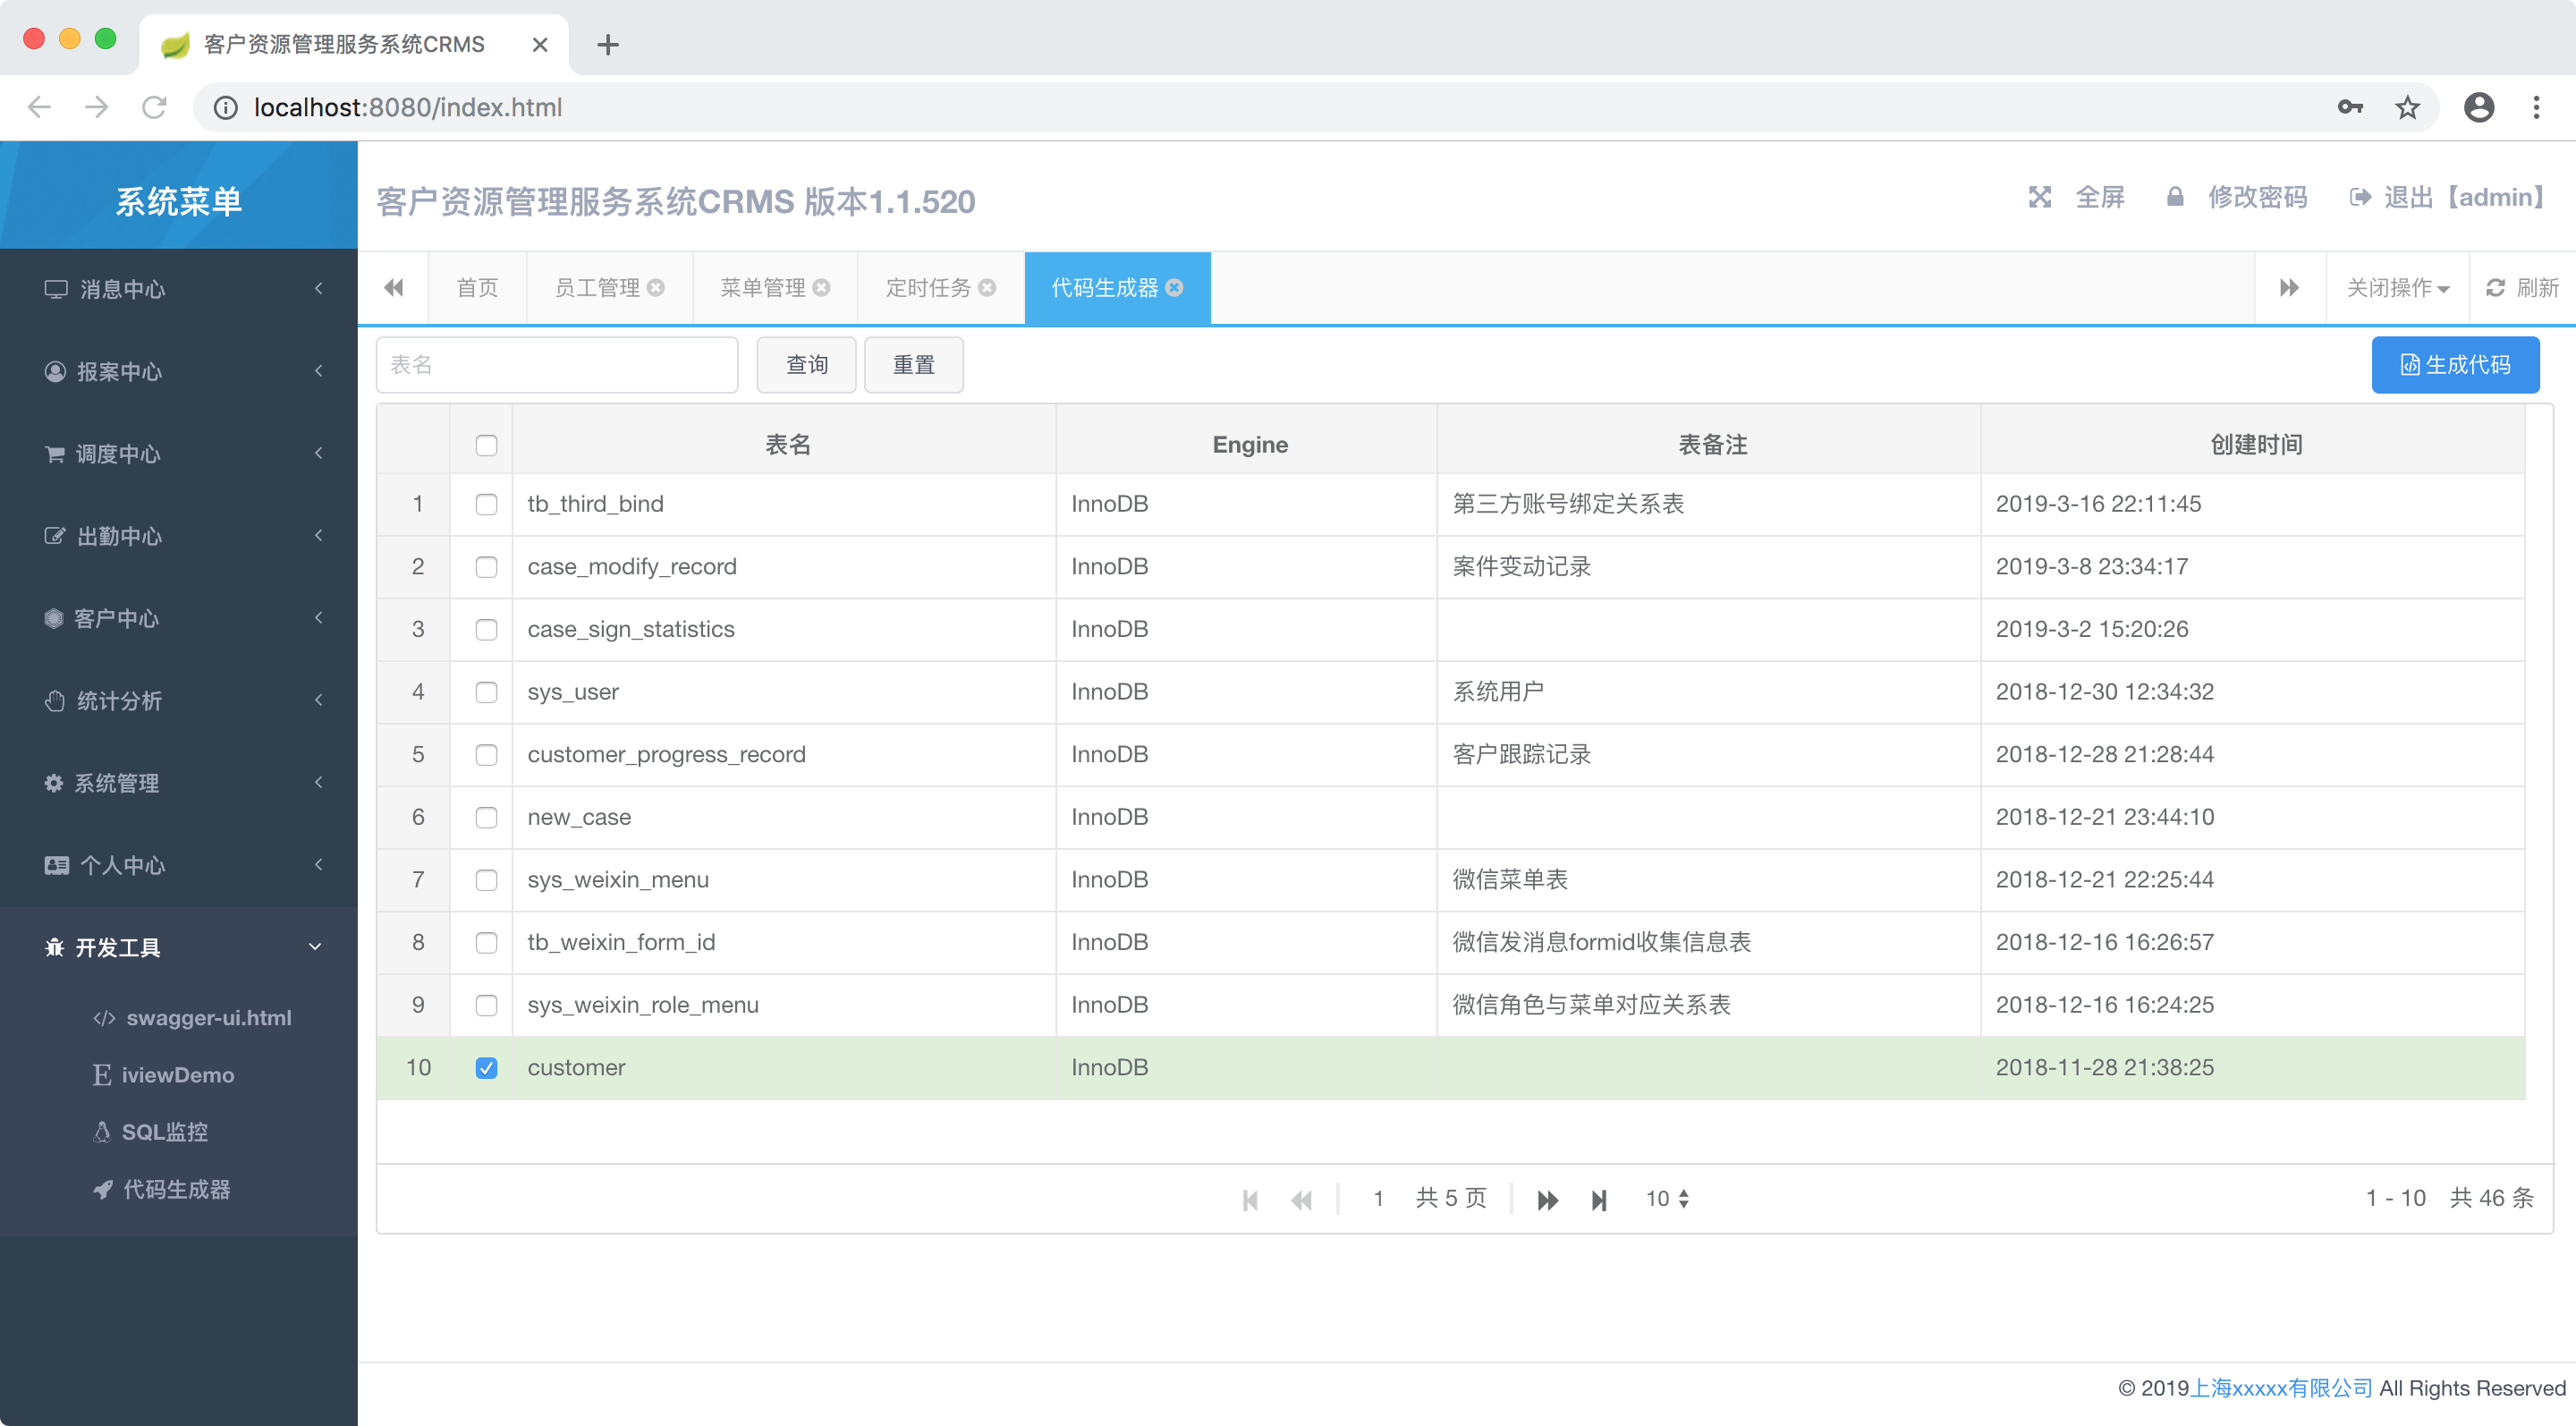 客户资源管理服务系统CRMS
localhost:8080/index.html
系统菜单
客户资源管理服务系统CRMS 版本1.1.520
全屏 修改密码 退出【admin】
消息中心
报案中心
调度中心
出勤中心
客户中心
统计分析
系统管理
个人中心
开发工具
swagger-ui.html
iviewDemo
SQL监控
代码生成器
首页 员工管理 菜单管理 定时任务 代码生成器 关闭操作 刷新
表名 查询 重置 生成代码
表名 Engine 表备注 创建时间
1 tb_third_bind InnoDB 第三方账号绑定关系表 2019-3-16 22:11:45
2 case_modify_record InnoDB 案件变动记录 2019-3-8 23:34:17
3 case_sign_statistics InnoDB 2019-3-2 15:20:26
4 sys_user InnoDB 系统用户 2018-12-30 12:34:32
5 customer_progress_record InnoDB 客户跟踪记录 2018-12-28 21:28:44
6 new_case InnoDB 2018-12-21 23:44:10
7 sys_weixin_menu InnoDB 微信菜单表 2018-12-21 22:25:44
8 tb_weixin_form_id InnoDB 微信发消息formid收集信息表 2018-12-16 16:26:57
9 sys_weixin_role_menu InnoDB 微信角色与菜单对应关系表 2018-12-16 16:24:25
10 customer InnoDB 2018-11-28 21:38:25
1 共 5 页 10 1 - 10 共 46 条
© 2019上海xxxxx有限公司 All Rights Reserved